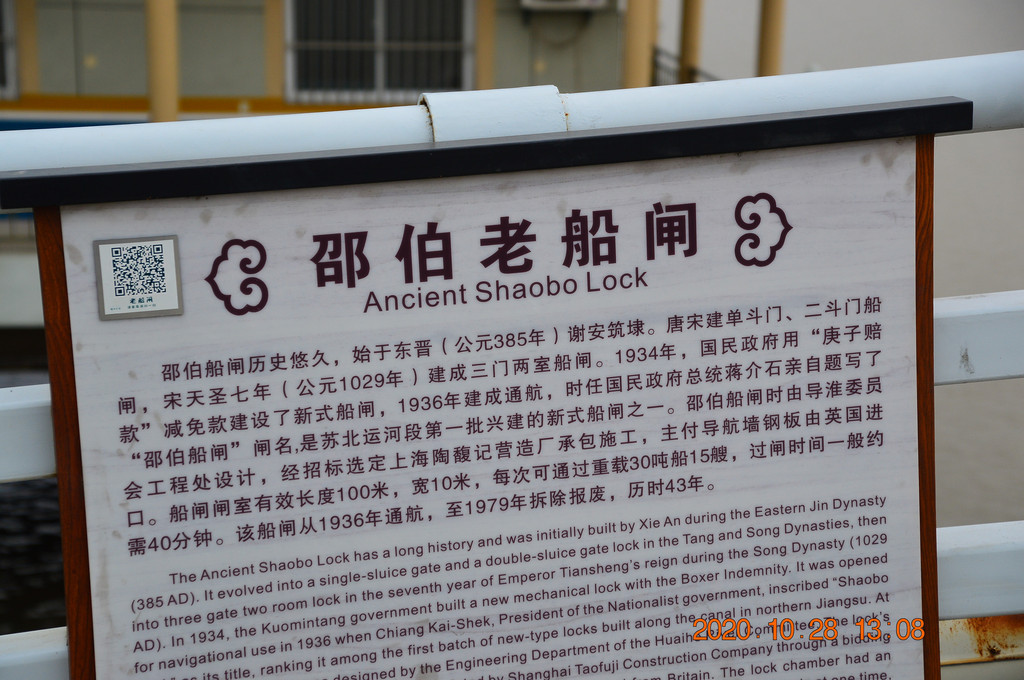 邵伯老船闸
Ancient Shaobo Lock
老船闸
邵伯船闸历史悠久，始于东晋（公元385年）谢安筑埭。唐宋建单斗门、二斗门船
闸，宋天圣七年（公元1029年）建成三门两室船闸。1934年，国民政府用“庚子赔
款”减免款建设了新式船闸，1936年建成通航，时任国民政府总统蒋介石亲自题写了
“邵伯船闸”闸名,是苏北运河段第一批兴建的新式船闸之一。邵伯船闸时由导淮委员
会工程处设计，经招标选定上海陶馥记营造厂承包施工，主付导航墙钢板由英国进
口。船闸闸室有效长度100米，宽10米，每次可通过重载30吨船15艘，过闸时间一般约
需40分钟。该船闸从1936年通航，至1979年拆除报废，历时43年。
The Ancient Shaobo Lock has a long history and was initially built by Xie An during the Eastern Jin Dynasty
(385 AD). It evolved into a single-sluice gate and a double-sluice gate lock in the Tang and Song Dynasties, then
into three gate two room lock in the seventh year of Emperor Tiansheng's reign during the Song Dynasty (1029
AD). In 1934, the Kuomintang government built a new mechanical lock with the Boxer Indemnity. It was opened
for navigational use in 1936 when Chiang Kai-Shek, President of the Nationalist government, inscribed "Shaobo
as its title, ranking it among the first batch of new-type locks built along the canal in northern Jiangsu. At
designed by the Engineering Department of the Huaihe Committee. The lock's
by Shanghai Taofuji Construction Company through a bidding
from Britain. The lock chamber had an
at one time,
2020 10 28 13:08